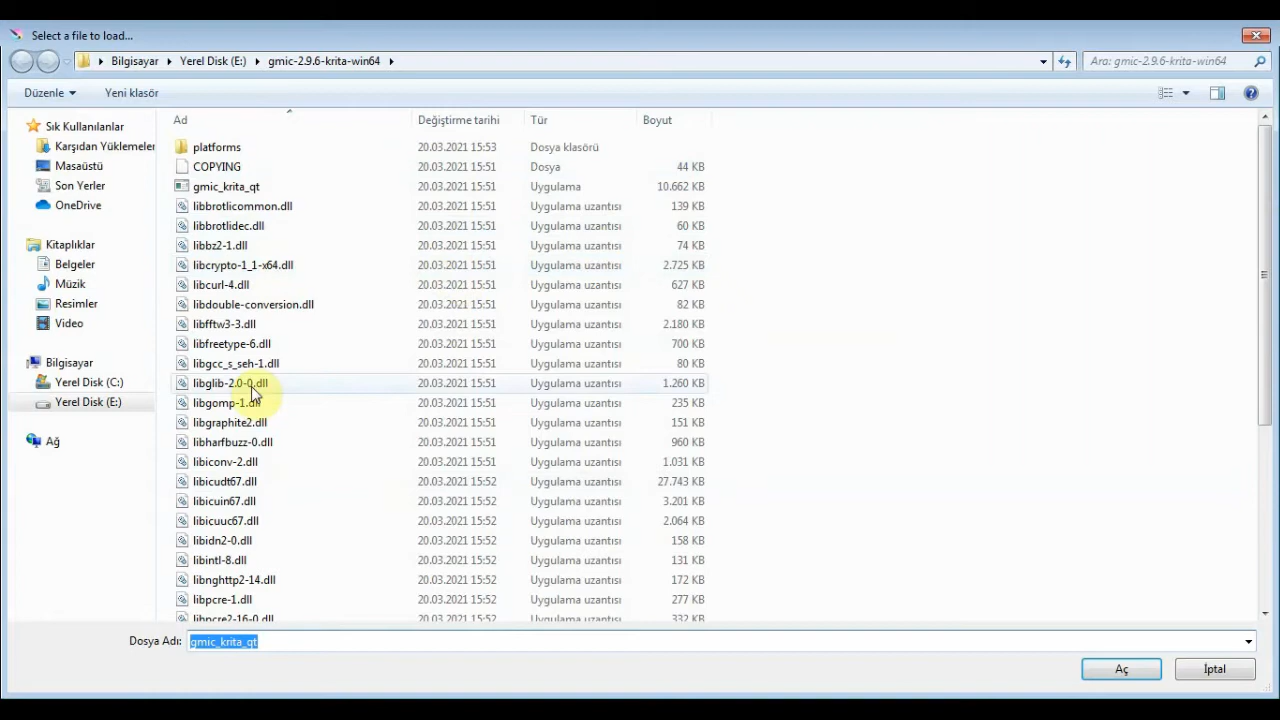 Select a file to load...
Bilgisayar Yerel Disk (E:) gmic-2.9.6-krita-win64
Ara: gmic-2.9.6-krita-win64
Düzenle Yeni klasör
Sık Kullanılanlar
Karşıdan Yüklemeler
Masaüstü
Son Yerler
OneDrive
Kitaplıklar
Belgeler
Müzik
Resimler
Video
Bilgisayar
Yerel Disk (C:)
Yerel Disk (E:)
Ağ
Ad Değiştirme tarihi Tür Boyut
platforms 20.03.2021 15:53 Dosya klasörü
COPYING 20.03.2021 15:51 Dosya 44 KB
gmic_krita_qt 20.03.2021 15:51 Uygulama 10.662 KB
libbrotlicommon.dll 20.03.2021 15:51 Uygulama uzantısı 139 KB
libbrotlidec.dll 20.03.2021 15:51 Uygulama uzantısı 60 KB
libbz2-1.dll 20.03.2021 15:51 Uygulama uzantısı 74 KB
libcrypto-1_1-x64.dll 20.03.2021 15:51 Uygulama uzantısı 2.725 KB
libcurl-4.dll 20.03.2021 15:51 Uygulama uzantısı 627 KB
libdouble-conversion.dll 20.03.2021 15:51 Uygulama uzantısı 82 KB
libfftw3-3.dll 20.03.2021 15:51 Uygulama uzantısı 2.180 KB
libfreetype-6.dll 20.03.2021 15:51 Uygulama uzantısı 700 KB
libgcc_s_seh-1.dll 20.03.2021 15:51 Uygulama uzantısı 80 KB
libglib-2.0-0.dll 20.03.2021 15:51 Uygulama uzantısı 1.260 KB
libgomp-1.dll 20.03.2021 15:51 Uygulama uzantısı 235 KB
libgraphite2.dll 20.03.2021 15:51 Uygulama uzantısı 151 KB
libharfbuzz-0.dll 20.03.2021 15:51 Uygulama uzantısı 960 KB
libiconv-2.dll 20.03.2021 15:51 Uygulama uzantısı 1.031 KB
libicudt67.dll 20.03.2021 15:52 Uygulama uzantısı 27.743 KB
libicuin67.dll 20.03.2021 15:52 Uygulama uzantısı 3.201 KB
libicuuc67.dll 20.03.2021 15:52 Uygulama uzantısı 2.064 KB
libidn2-0.dll 20.03.2021 15:52 Uygulama uzantısı 158 KB
libintl-8.dll 20.03.2021 15:52 Uygulama uzantısı 131 KB
libnghttp2-14.dll 20.03.2021 15:52 Uygulama uzantısı 172 KB
libpcre-1.dll 20.03.2021 15:52 Uygulama uzantısı 277 KB
libpcre2-16-0.dll 20.03.2021 15:52 Uygulama uzantısı 332 KB
Dosya Adı: gmic_krita_qt
Aç İptal